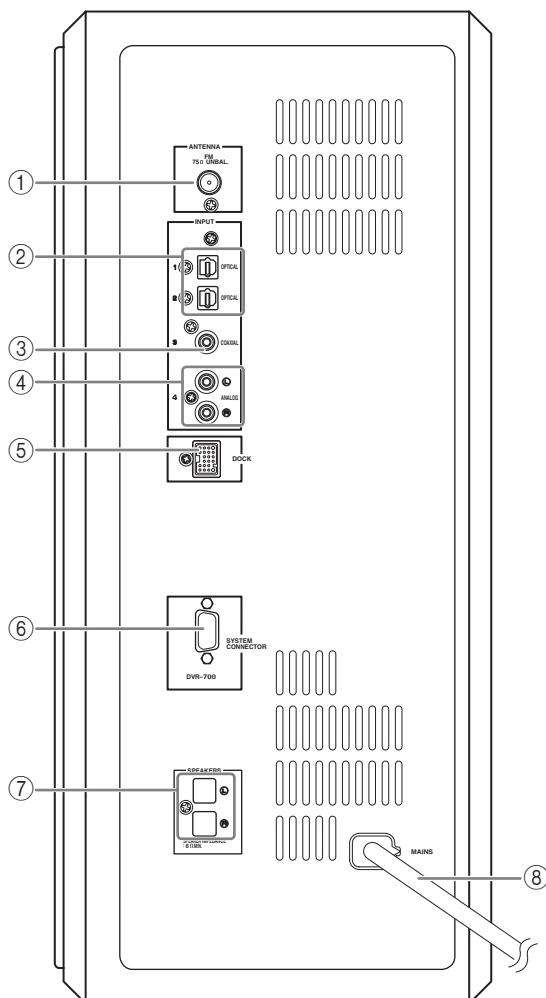 ANTENNA
FM
75Ω UNBAL.
①
INPUT
②
1
OPTICAL
2
OPTICAL
③
3
COAXIAL
④
L
4
ANALOG
R
⑤
DOCK
⑥
SYSTEM
CONNECTOR
DVR-700
SPEAKERS
⑦
L
R
MAINS
⑧